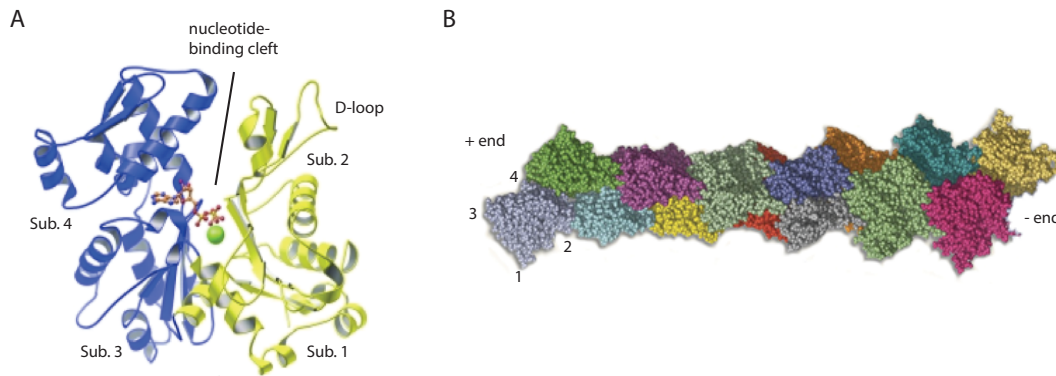 A
nucleotide-
binding cleft
D-loop
Sub. 2
Sub. 4
Sub. 3
Sub. 1
B
+ end
4
3
2
1
- end